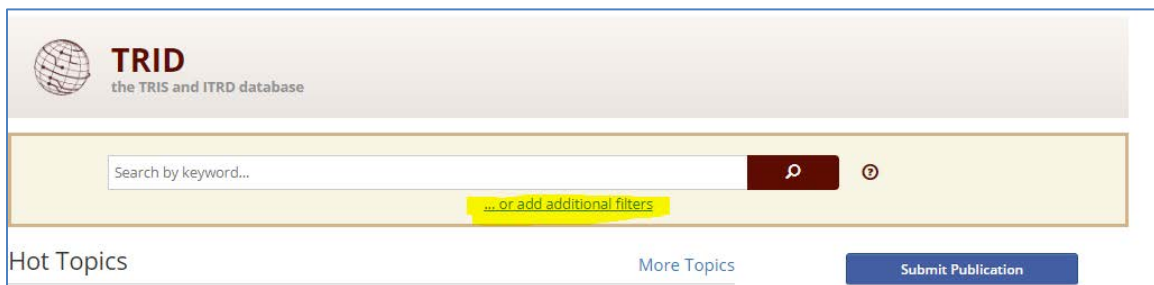 TRID
the TRIS and ITRD database
Search by keyword...
... or add additional filters
Hot Topics
More Topics
Submit Publication